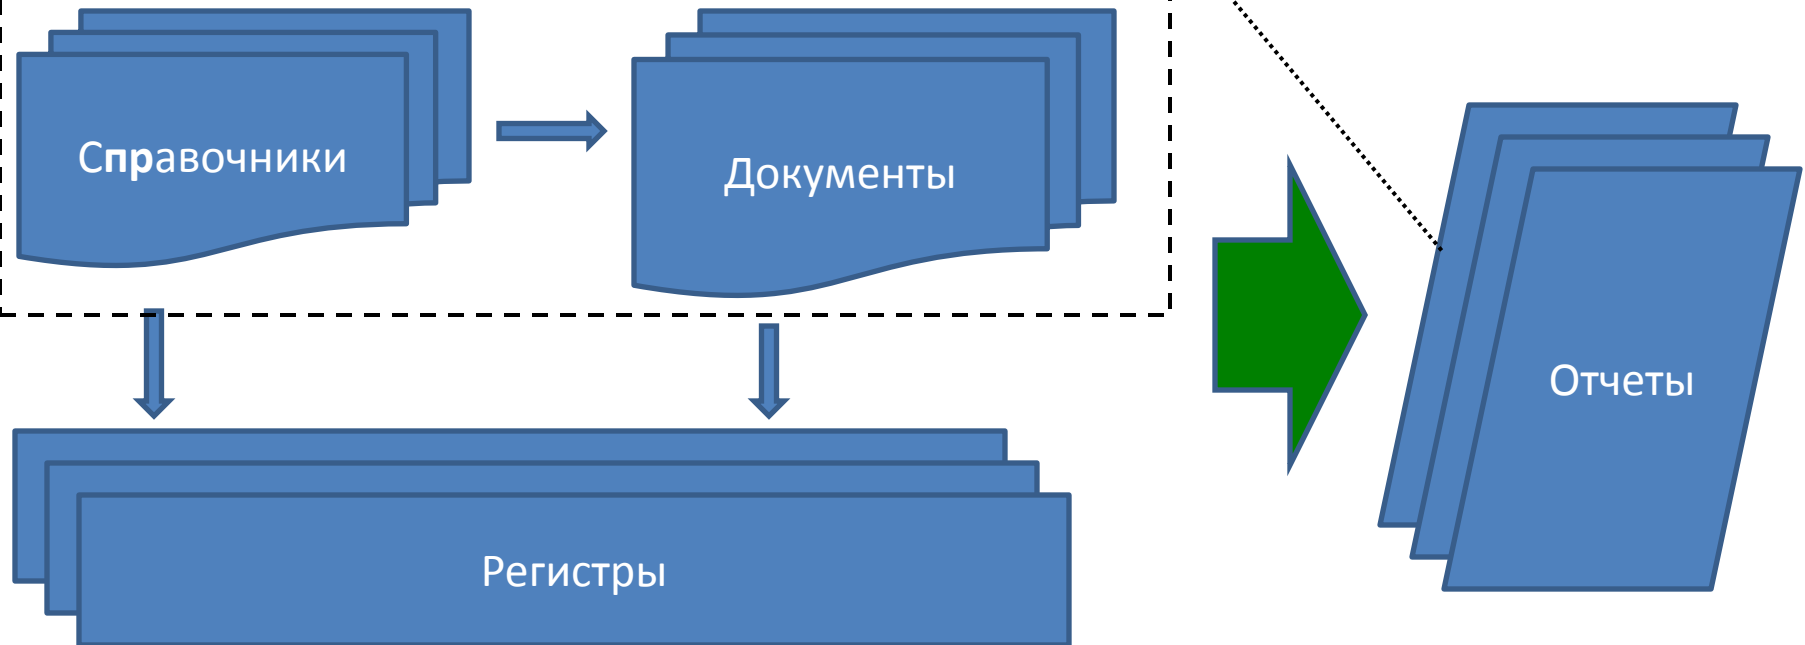 Справочники
Документы
Отчеты
Регистры